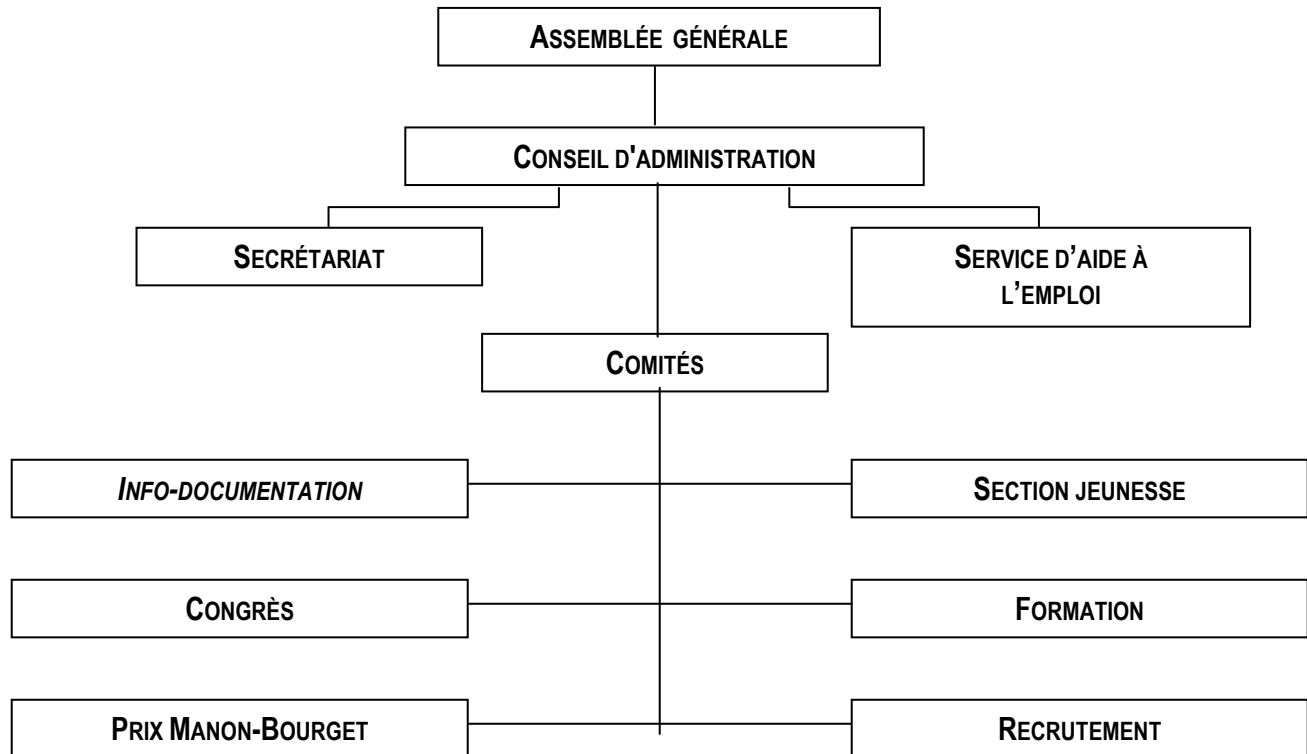 ASSEMBLÉE GÉNÉRALE
CONSEIL D'ADMINISTRATION
SECRÉTARIAT
SERVICE D’AIDE À
L’EMPLOI
COMITÉS
INFO-DOCUMENTATION
SECTION JEUNESSE
CONGRÈS
FORMATION
PRIX MANON-BOURGET
RECRUTEMENT